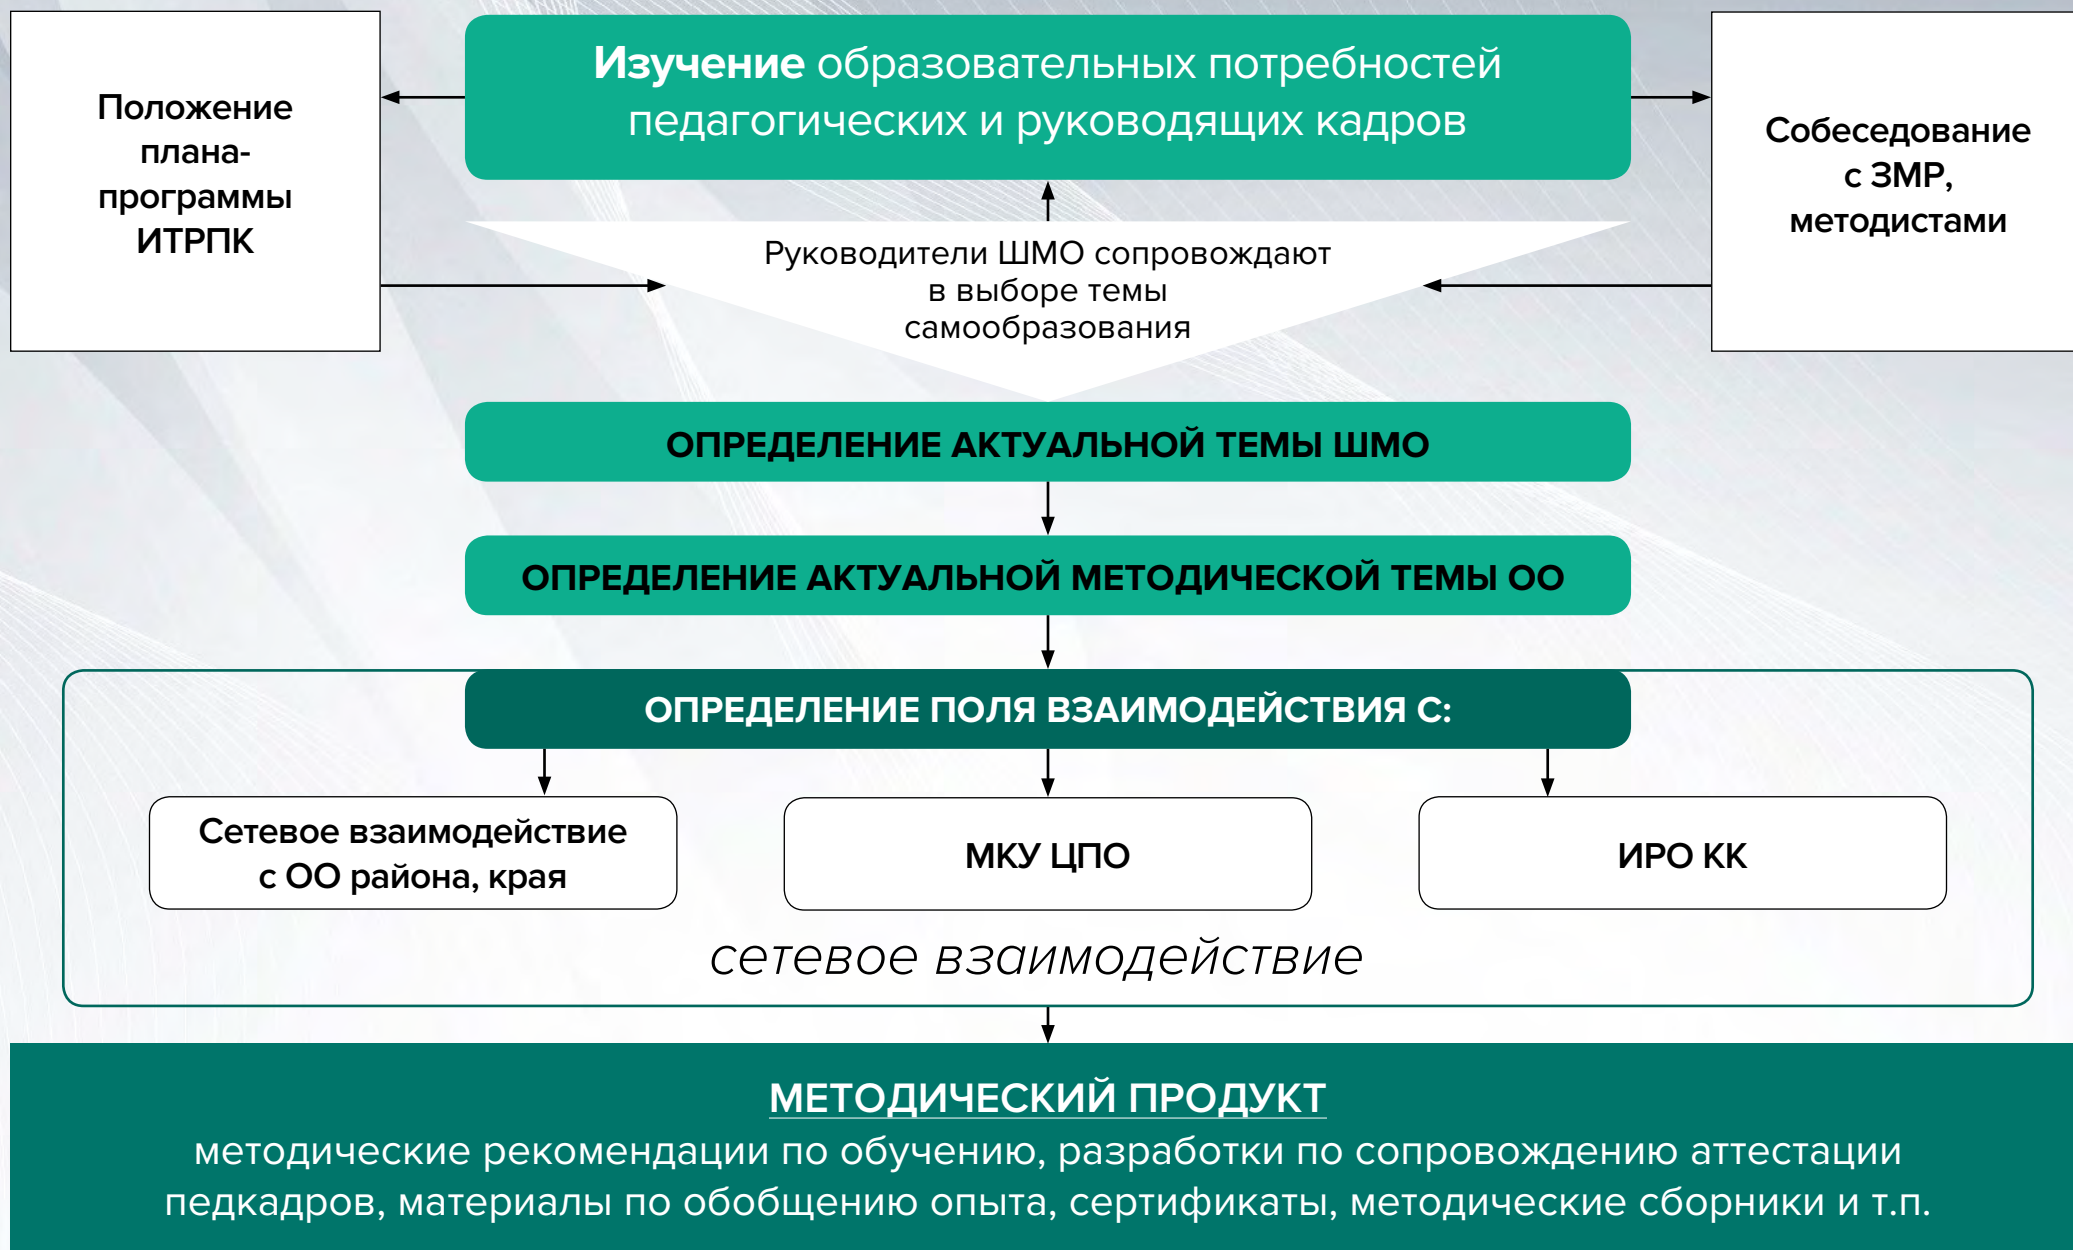 Положение
плана-
программы
ИТРПК
Изучение образовательных потребностей
педагогических и руководящих кадров
Собеседование
с ЗМР,
методистами
Руководители ШМО сопровождают
в выборе темы
самообразования
ОПРЕДЕЛЕНИЕ АКТУАЛЬНОЙ ТЕМЫ ШМО
ОПРЕДЕЛЕНИЕ АКТУАЛЬНОЙ МЕТОДИЧЕСКОЙ ТЕМЫ ОО
ОПРЕДЕЛЕНИЕ ПОЛЯ ВЗАИМОДЕЙСТВИЯ С:
Сетевое взаимодействие
с ОО района, края
МКУ ЦПО
ИРО КК
сетевое взаимодействие
МЕТОДИЧЕСКИЙ ПРОДУКТ
методические рекомендации по обучению, разработки по сопровождению аттестации
педкадров, материалы по обобщению опыта, сертификаты, методические сборники и т.п.